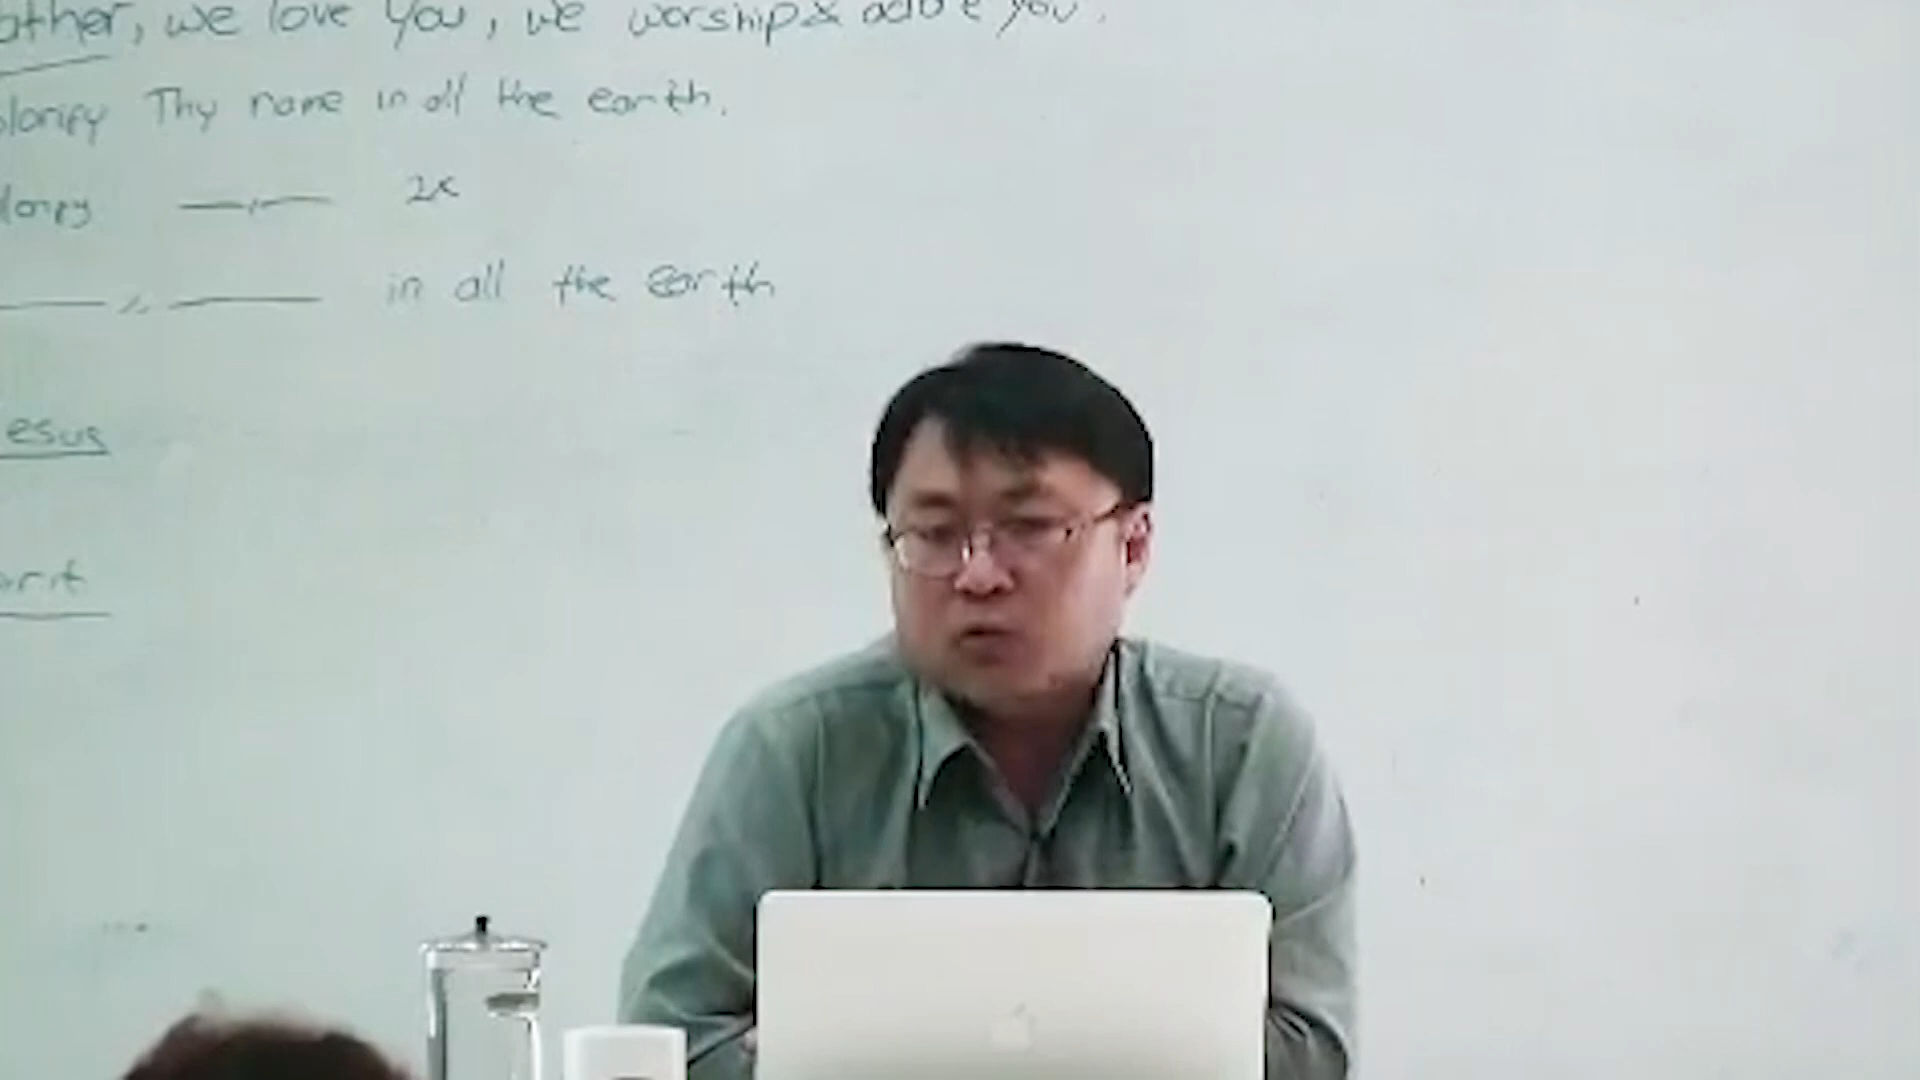 ather, we love You, we worship & adore you.
lorify Thy name in all the earth.
lorify 2x
in all the earth
esus
irit